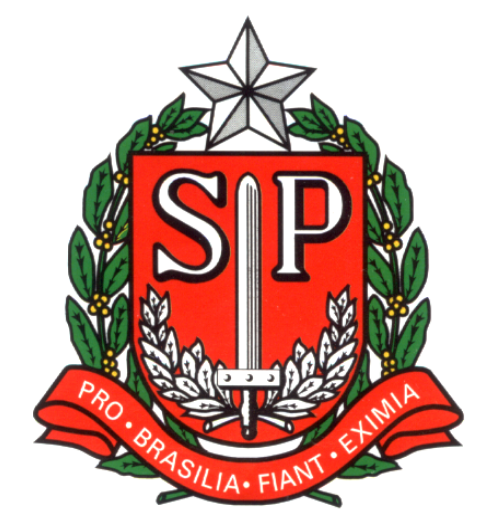 SP
PRO • BRASILIA • FIANT • EXIMIA